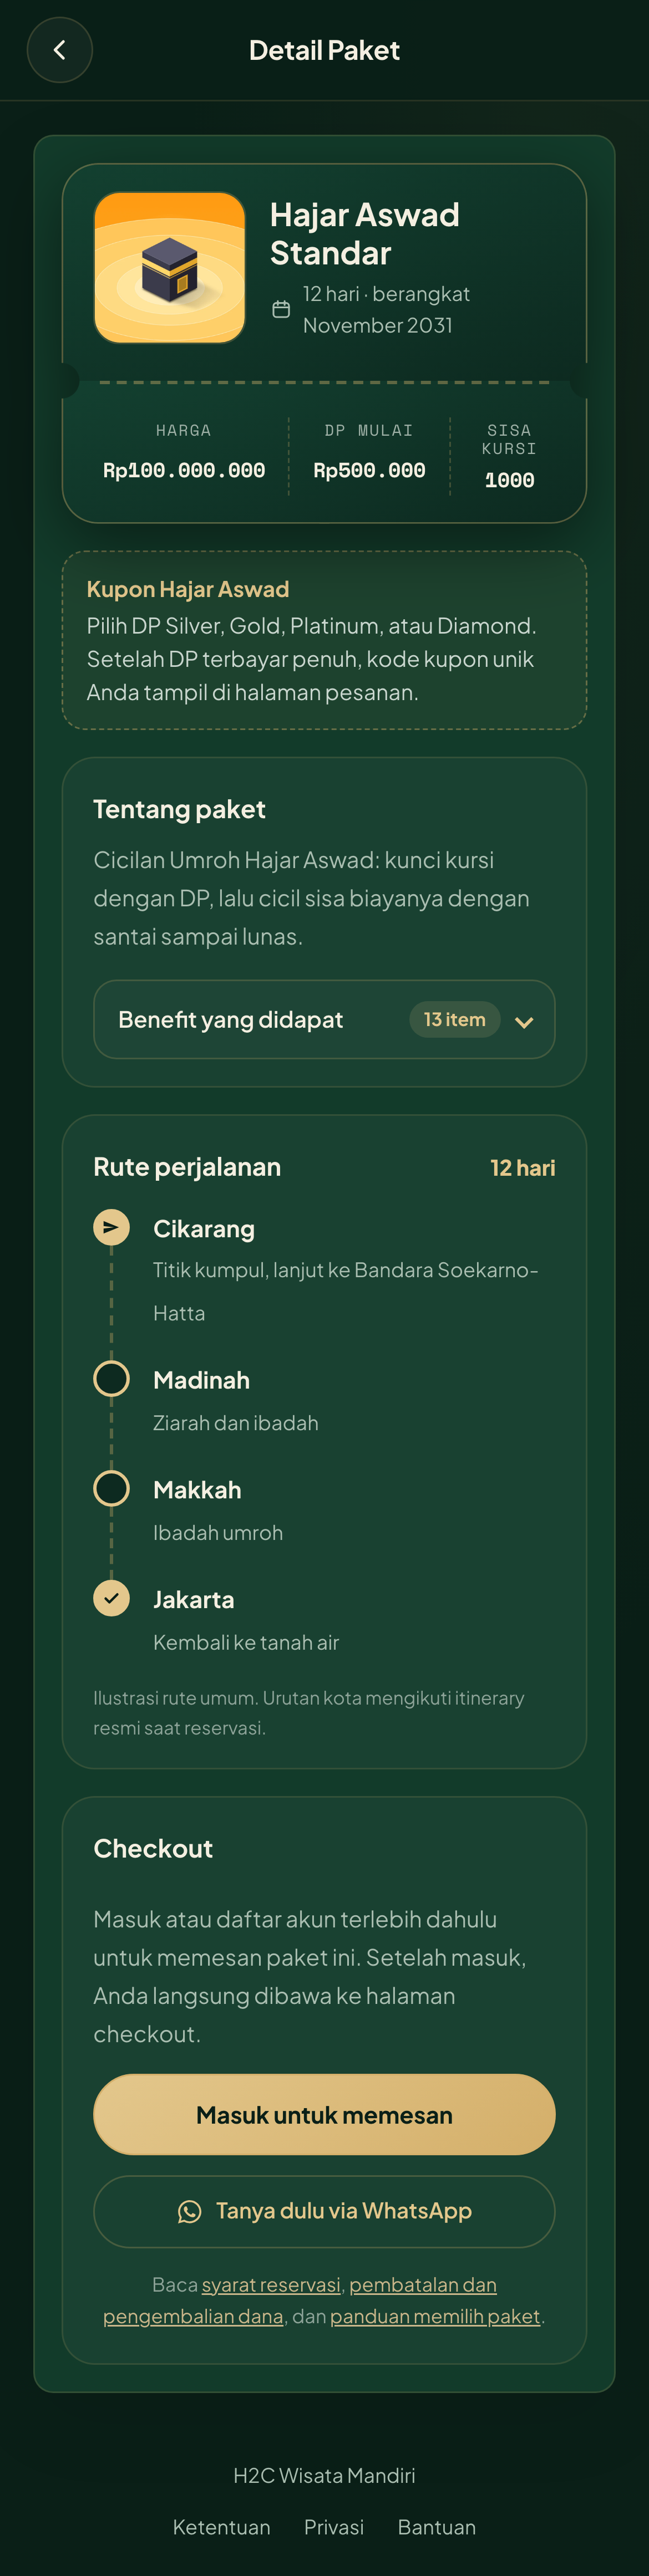 Detail Paket
Hajar Aswad
Standar
12 hari · berangkat
November 2031
HARGA
Rp100.000.000
DP MULAI
Rp500.000
SISA
KURSI
1000
Kupon Hajar Aswad
Pilih DP Silver, Gold, Platinum, atau Diamond.
Setelah DP terbayar penuh, kode kupon unik
Anda tampil di halaman pesanan.
Tentang paket
Cicilan Umroh Hajar Aswad: kunci kursi
dengan DP, lalu cicil sisa biayanya dengan
santai sampai lunas.
Benefit yang didapat
13 item
Rute perjalanan
12 hari
Cikarang
Titik kumpul, lanjut ke Bandara Soekarno-
Hatta
Madinah
Ziarah dan ibadah
Makkah
Ibadah umroh
Jakarta
Kembali ke tanah air
Ilustrasi rute umum. Urutan kota mengikuti itinerary
resmi saat reservasi.
Checkout
Masuk atau daftar akun terlebih dahulu
untuk memesan paket ini. Setelah masuk,
Anda langsung dibawa ke halaman
checkout.
Masuk untuk memesan
Tanya dulu via WhatsApp
Baca syarat reservasi, pembatalan dan
pengembalian dana, dan panduan memilih paket.
H2C Wisata Mandiri
Ketentuan Privasi Bantuan